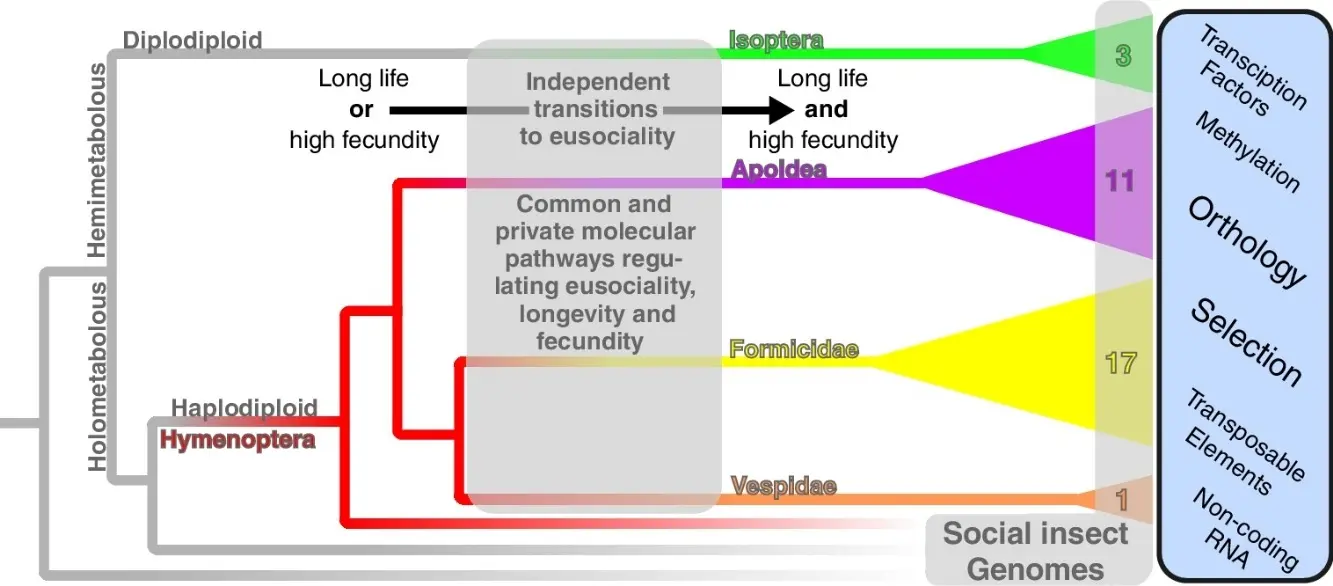 Diplodiploid
Isoptera
3
Hemimetabolous
Holometabolous
Long life
or
high fecundity
Independent
transitions
to eusociality
Long life
and
high fecundity
Apoidea
11
Common and
private molecular
pathways regu-
lating eusociality,
longevity and
fecundity
Formicidae
17
Haplodiploid
Hymenoptera
Vespidae
1
Social insect
Genomes
Transciption
Factors
Methylation
Orthology
Selection
Transposable
Elements
Non-coding
RNA